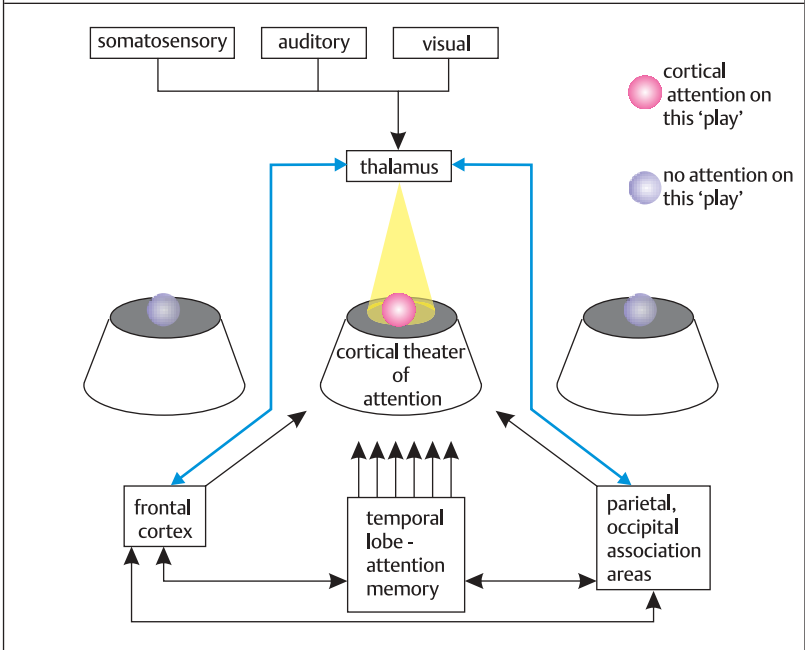 somatosensory
auditory
visual
cortical
attention on
this ‘play’
thalamus
no attention on
this ‘play’
cortical theater
of
attention
frontal
cortex
temporal
lobe -
attention
memory
parietal,
occipital
association
areas